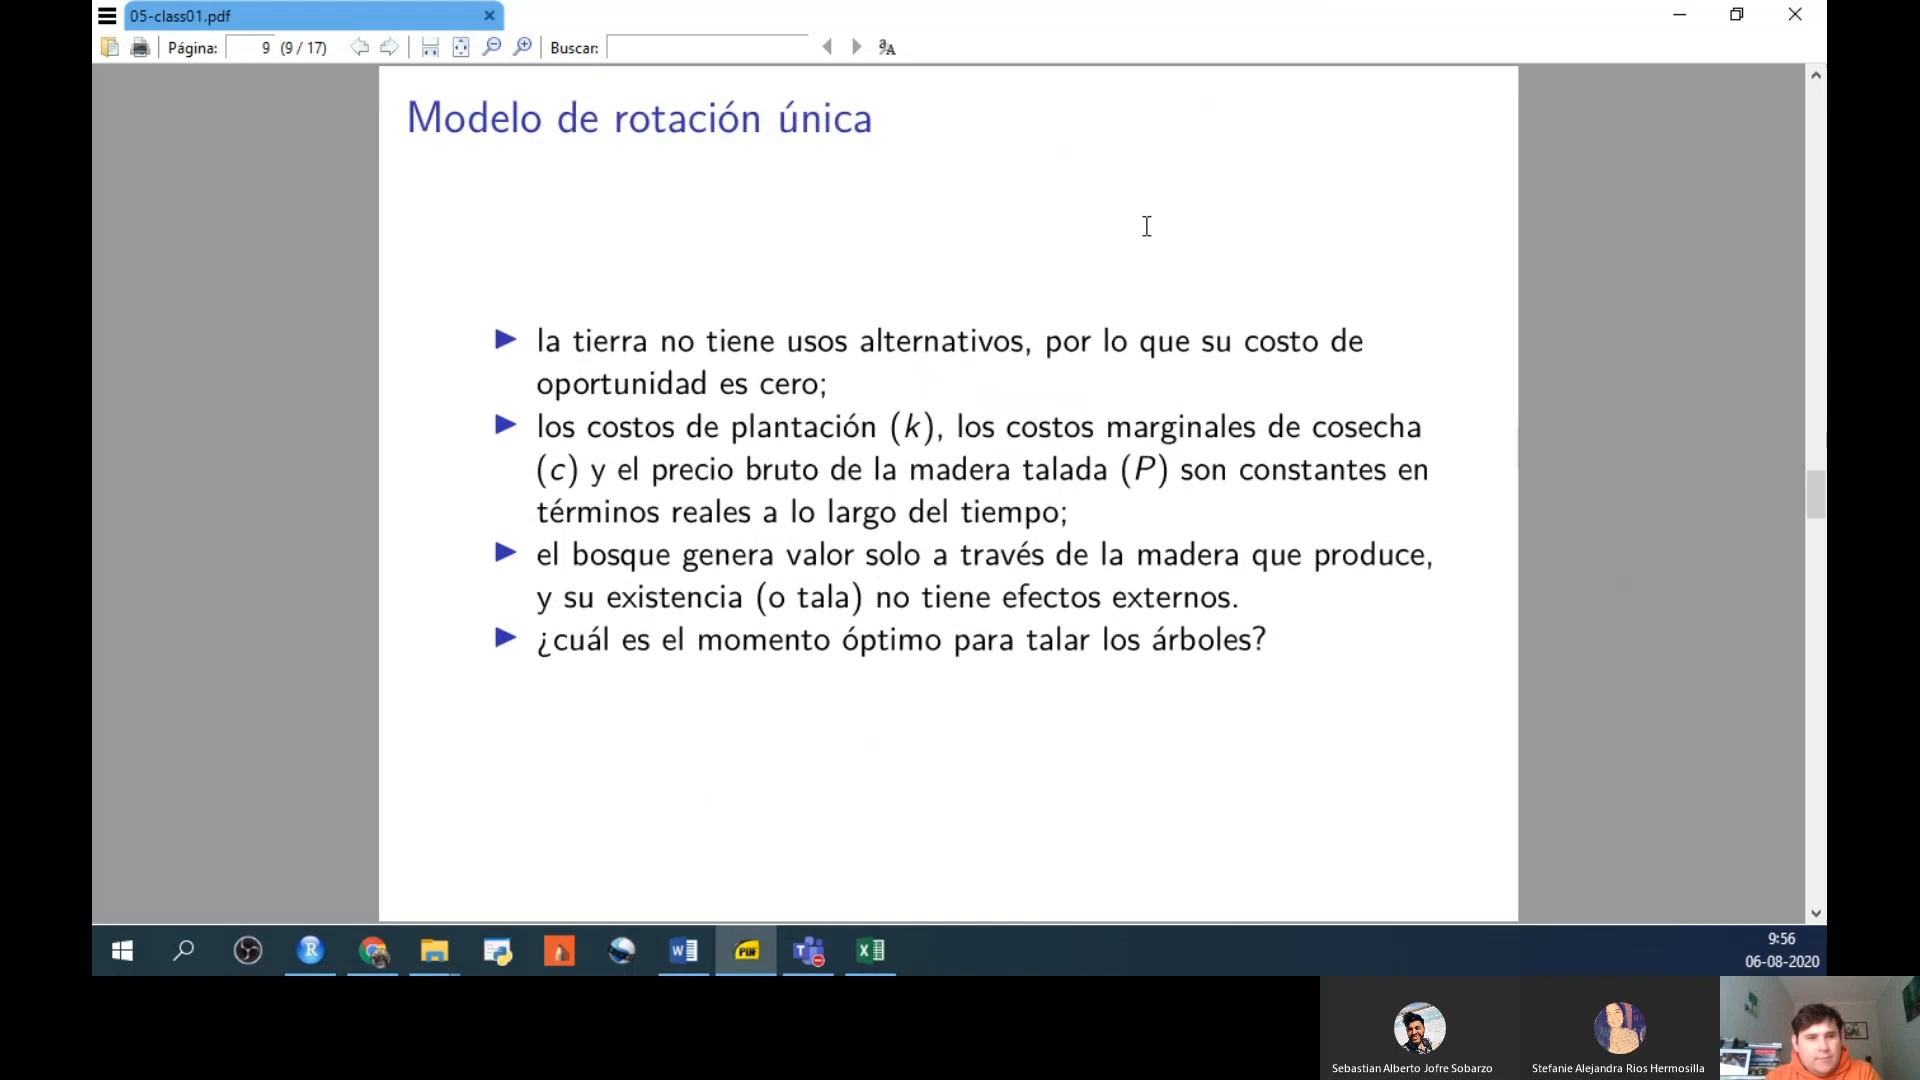 05-class01.pdf
Página: 9 (9 / 17) Buscar:
Modelo de rotación única
la tierra no tiene usos alternativos, por lo que su costo de
oportunidad es cero;
los costos de plantación (k), los costos marginales de cosecha
(c) y el precio bruto de la madera talada (P) son constantes en
términos reales a lo largo del tiempo;
el bosque genera valor solo a través de la madera que produce,
y su existencia (o tala) no tiene efectos externos.
¿cuál es el momento óptimo para talar los árboles?
9:56
06-08-2020
Sebastian Alberto Jofre Sobarzo
Stefanie Alejandra Rios Hermosilla